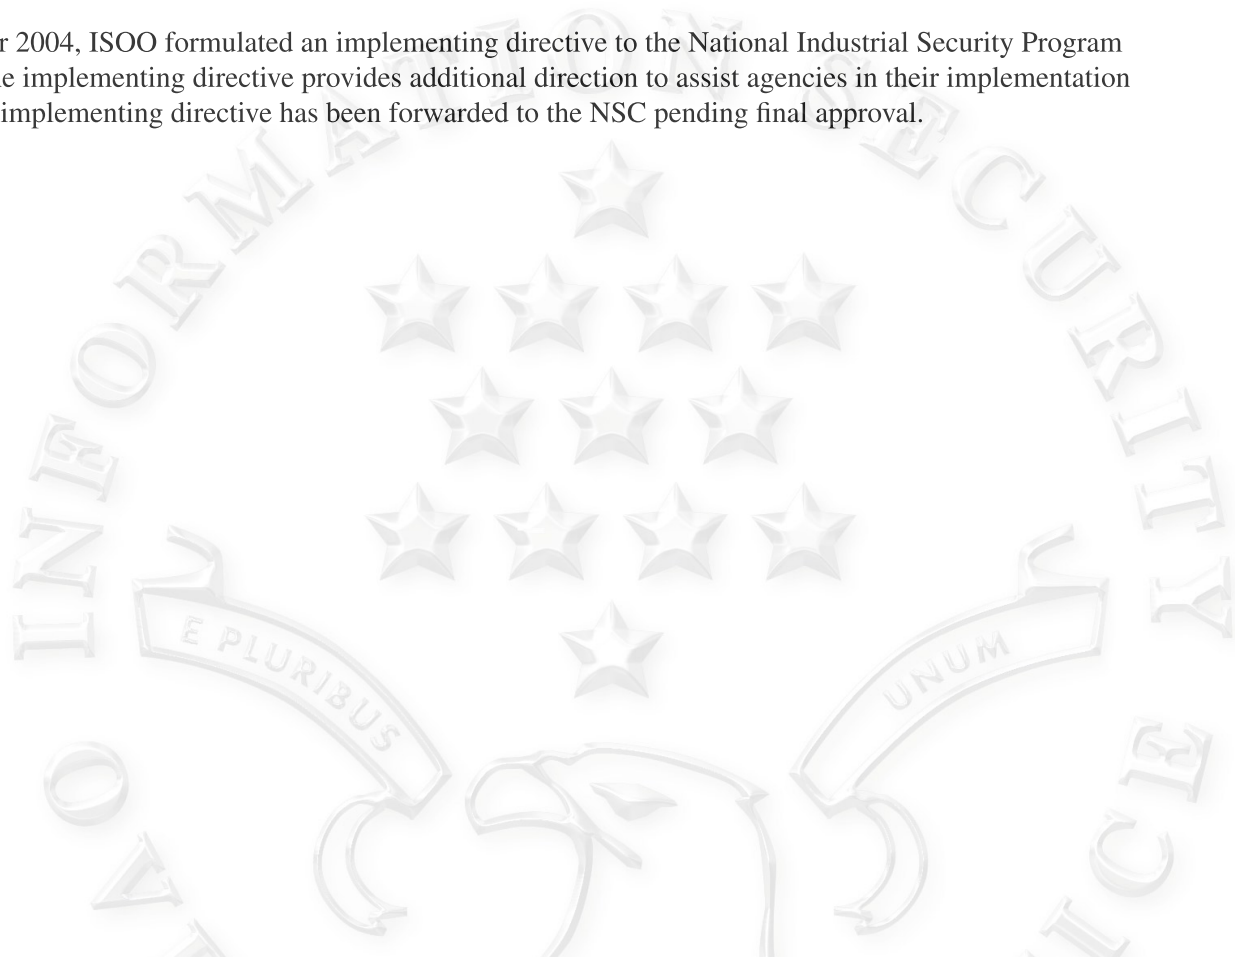 r 2004, ISOO formulated an implementing directive to the National Industrial Security Program
e implementing directive provides additional direction to assist agencies in their implementation
implementing directive has been forwarded to the NSC pending final approval.
INFORMATION SECURITY
E PLURIBUS
UNUM